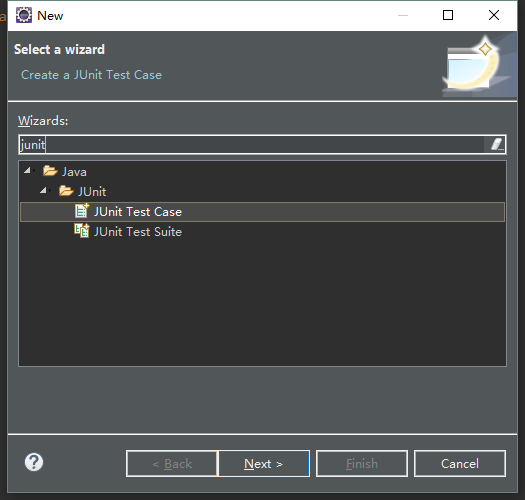 New
Select a wizard
Create a JUnit Test Case
Wizards:
junit
Java
JUnit
JUnit Test Case
JUnit Test Suite
?
< Back
Next >
Finish
Cancel